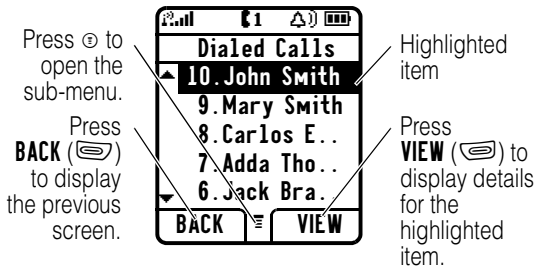 Press to
open the
sub-menu.
Press
BACK ( )
to display
the previous
screen.
1
Dialed Calls
10.John Smith
9.Mary Smith
8.Carlos E..
7.Adda Tho..
6.Jack Bra.
BACK
VIEW
Highlighted
item
Press
VIEW ( ) to
display details
for the
highlighted
item.